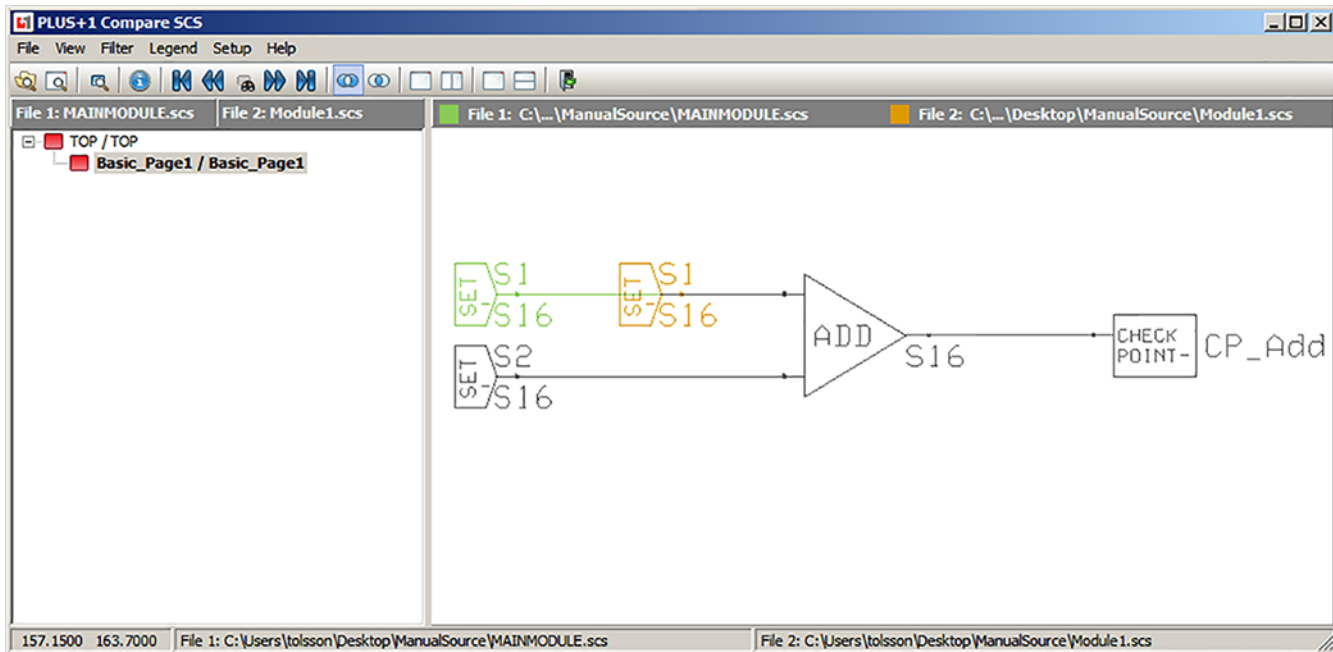 PLUS+1 Compare SCS
File View Filter Legend Setup Help
File 1: MAINMODULE.scs File 2: Module1.scs
File 1: C:\...\ManualSource\MAINMODULE.scs File 2: C:\...\Desktop\ManualSource\Module1.scs
TOP / TOP
Basic_Page1 / Basic_Page1
SET S1
S16
SET S1
S16
SET S2
S16
ADD
S16
CHECK
POINT-
CP_Add
157.1500 163.7000 File 1: C:\Users\tolsson\Desktop\ManualSource\MAINMODULE.scs File 2: C:\Users\tolsson\Desktop\ManualSource\Module1.scs